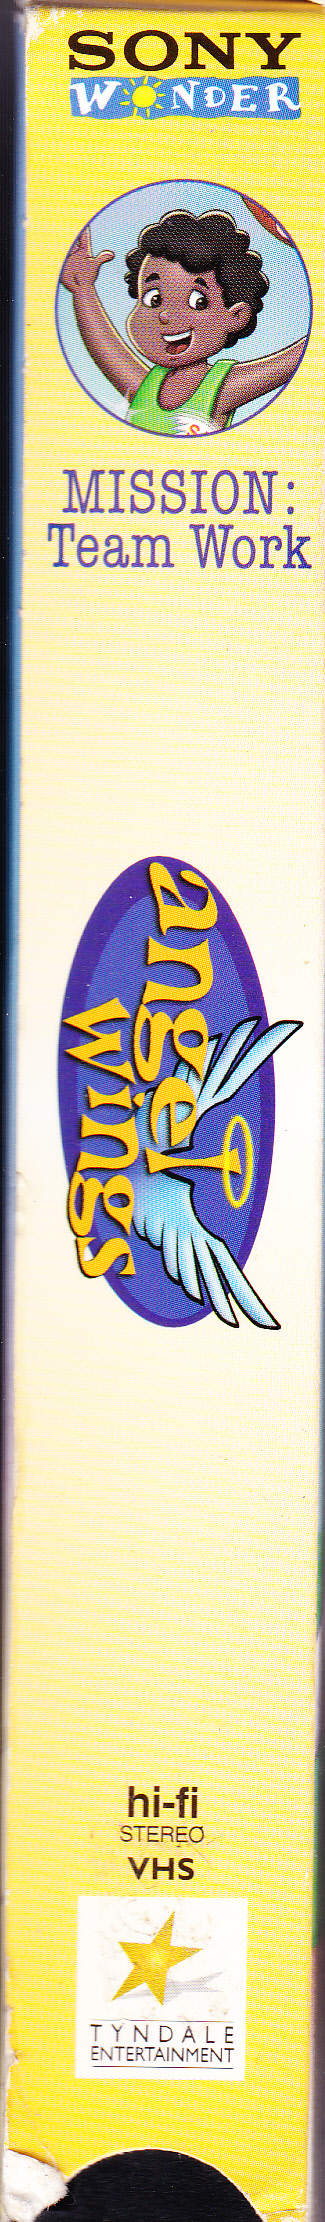 SONY
WONDER
MISSION:
Team Work
angel
wings
hi-fi
STEREO
VHS
TYNDALE
ENTERTAINMENT